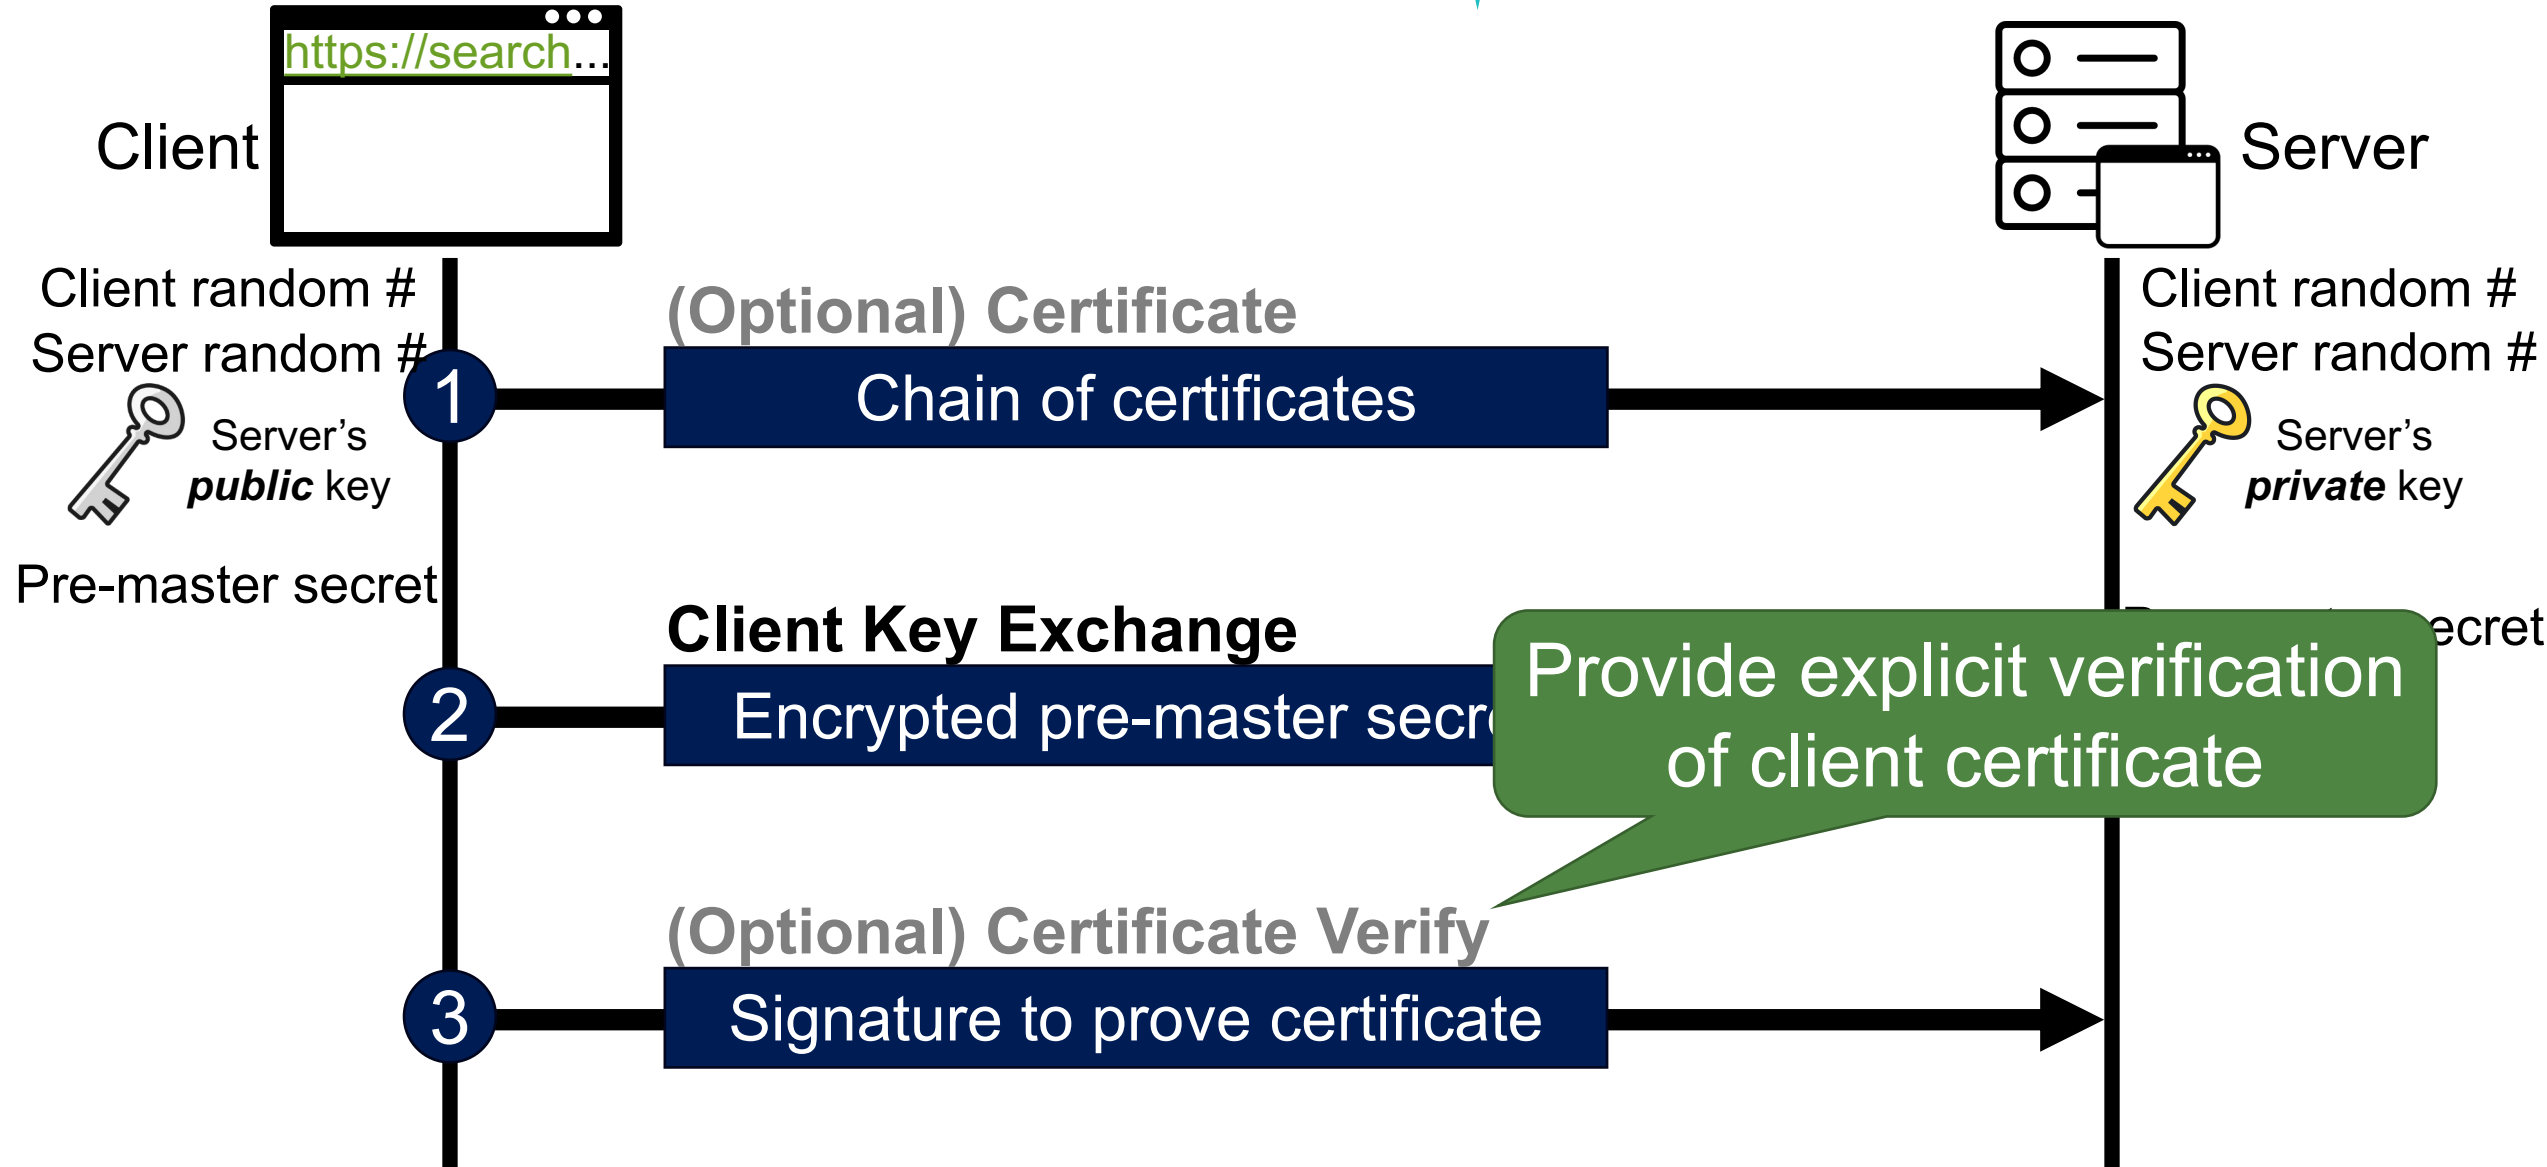 https://search...
Client
Server
Client random #
Server random #
Server's
public key
Pre-master secret
Client random #
Server random #
Server's
private key
(Optional) Certificate
1
Chain of certificates
Client Key Exchange
2
Encrypted pre-master
Provide explicit verification
of client certificate
(Optional) Certificate Verify
3
Signature to prove certificate